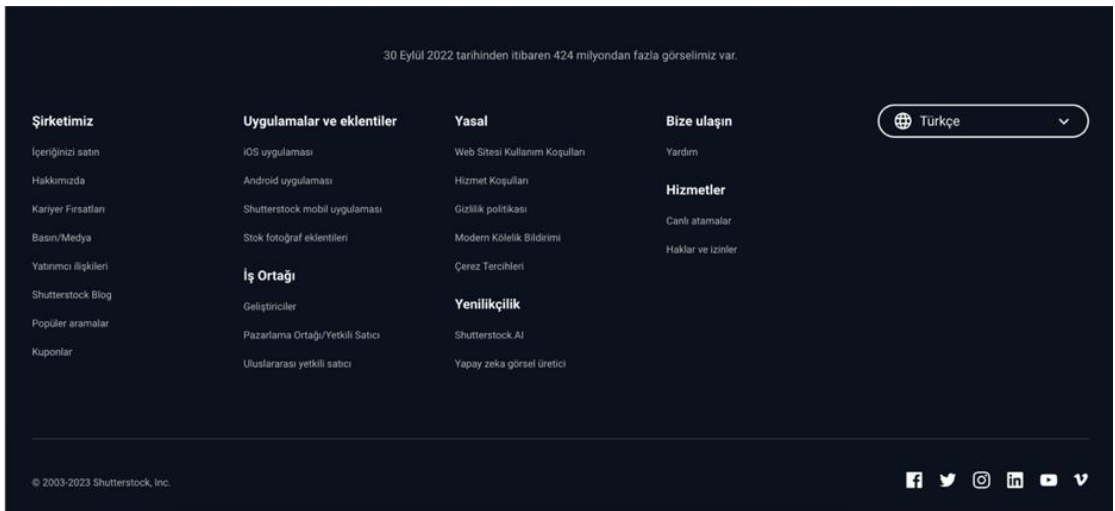 30 Eylül 2022 tarihinden itibaren 424 milyondan fazla görselimiz var.
Şirketimiz
İçeriğinizi satın
Hakkımızda
Kariyer Fırsatları
Basın/Medya
Yatırımcı ilişkileri
Shutterstock Blog
Popüler aramalar
Kuponlar
Uygulamalar ve eklentiler
iOS uygulaması
Android uygulaması
Shutterstock mobil uygulaması
Stok fotoğraf eklentileri
İş Ortağı
Geliştiriciler
Pazarlama Ortağı/Yetkili Satıcı
Uluslararası yetkili satıcı
Yasal
Web Sitesi Kullanım Koşulları
Hizmet Koşulları
Gizlilik politikası
Modern Kölelik Bildirimi
Çerez Tercihleri
Yenilikçilik
Shutterstock.AI
Yapay zeka görsel üretici
Bize ulaşın
Yardım
Hizmetler
Canlı atamalar
Haklar ve izinler
Türkçe
© 2003-2023 Shutterstock, Inc.